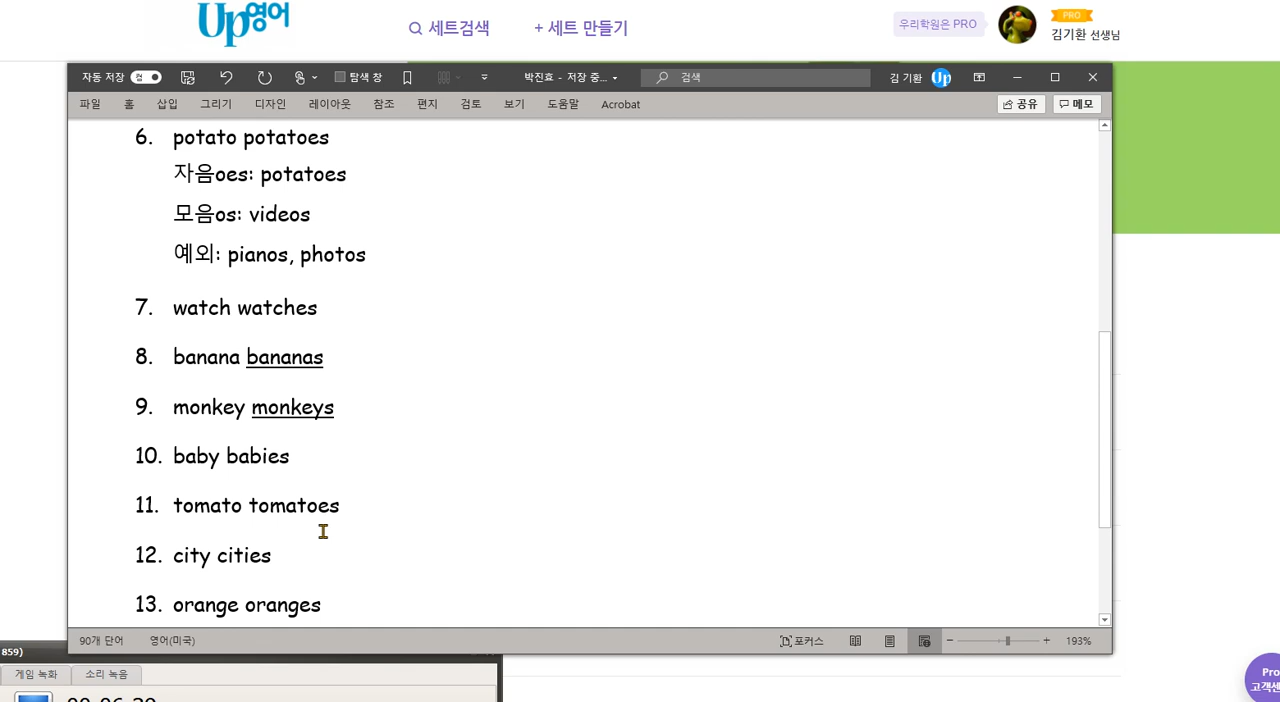 Up영어
세트검색
+ 세트 만들기
우리학원은 PRO
PRO
김기환 선생님
자동 저장
컴
탐색 창
박진효 - 저장 중...
검색
김 기환
Up
파일 홈 삽입 그리기 디자인 레이아웃 참조 편지 검토 보기 도움말 Acrobat
공유
메모
6. potato potatoes
자음oes: potatoes
모음os: videos
예외: pianos, photos
7. watch watches
8. banana bananas
9. monkey monkeys
10. baby babies
11. tomato tomatoes
12. city cities
13. orange oranges
90개 단어 영어(미국)
포커스
193%
859)
게임 녹화 소리 녹음
Pro
고객센